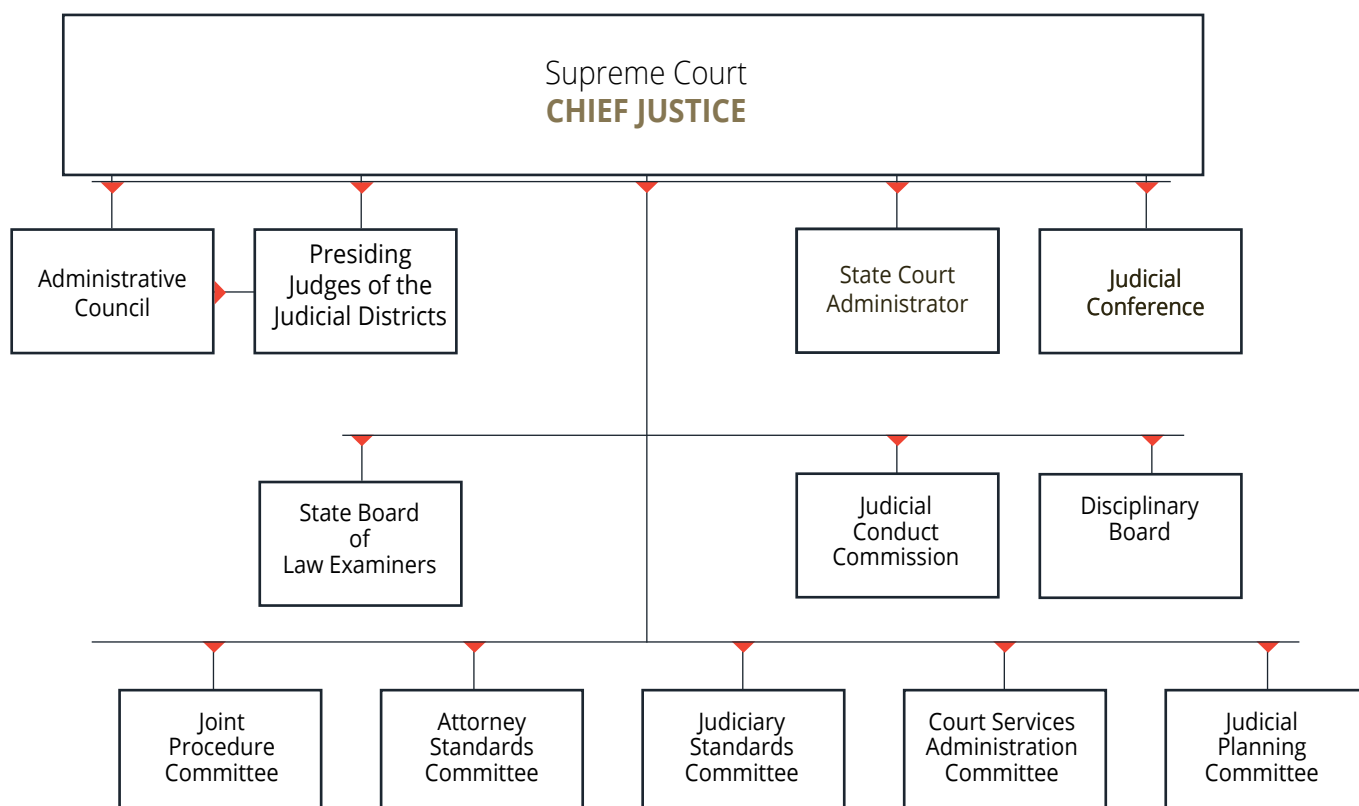 Supreme Court
CHIEF JUSTICE
Administrative
Council
Presiding
Judges of the
Judicial Districts
State Court
Administrator
Judicial
Conference
State Board
of
Law Examiners
Judicial
Conduct
Commission
Disciplinary
Board
Joint
Procedure
Committee
Attorney
Standards
Committee
Judiciary
Standards
Committee
Court Services
Administration
Committee
Judicial
Planning
Committee